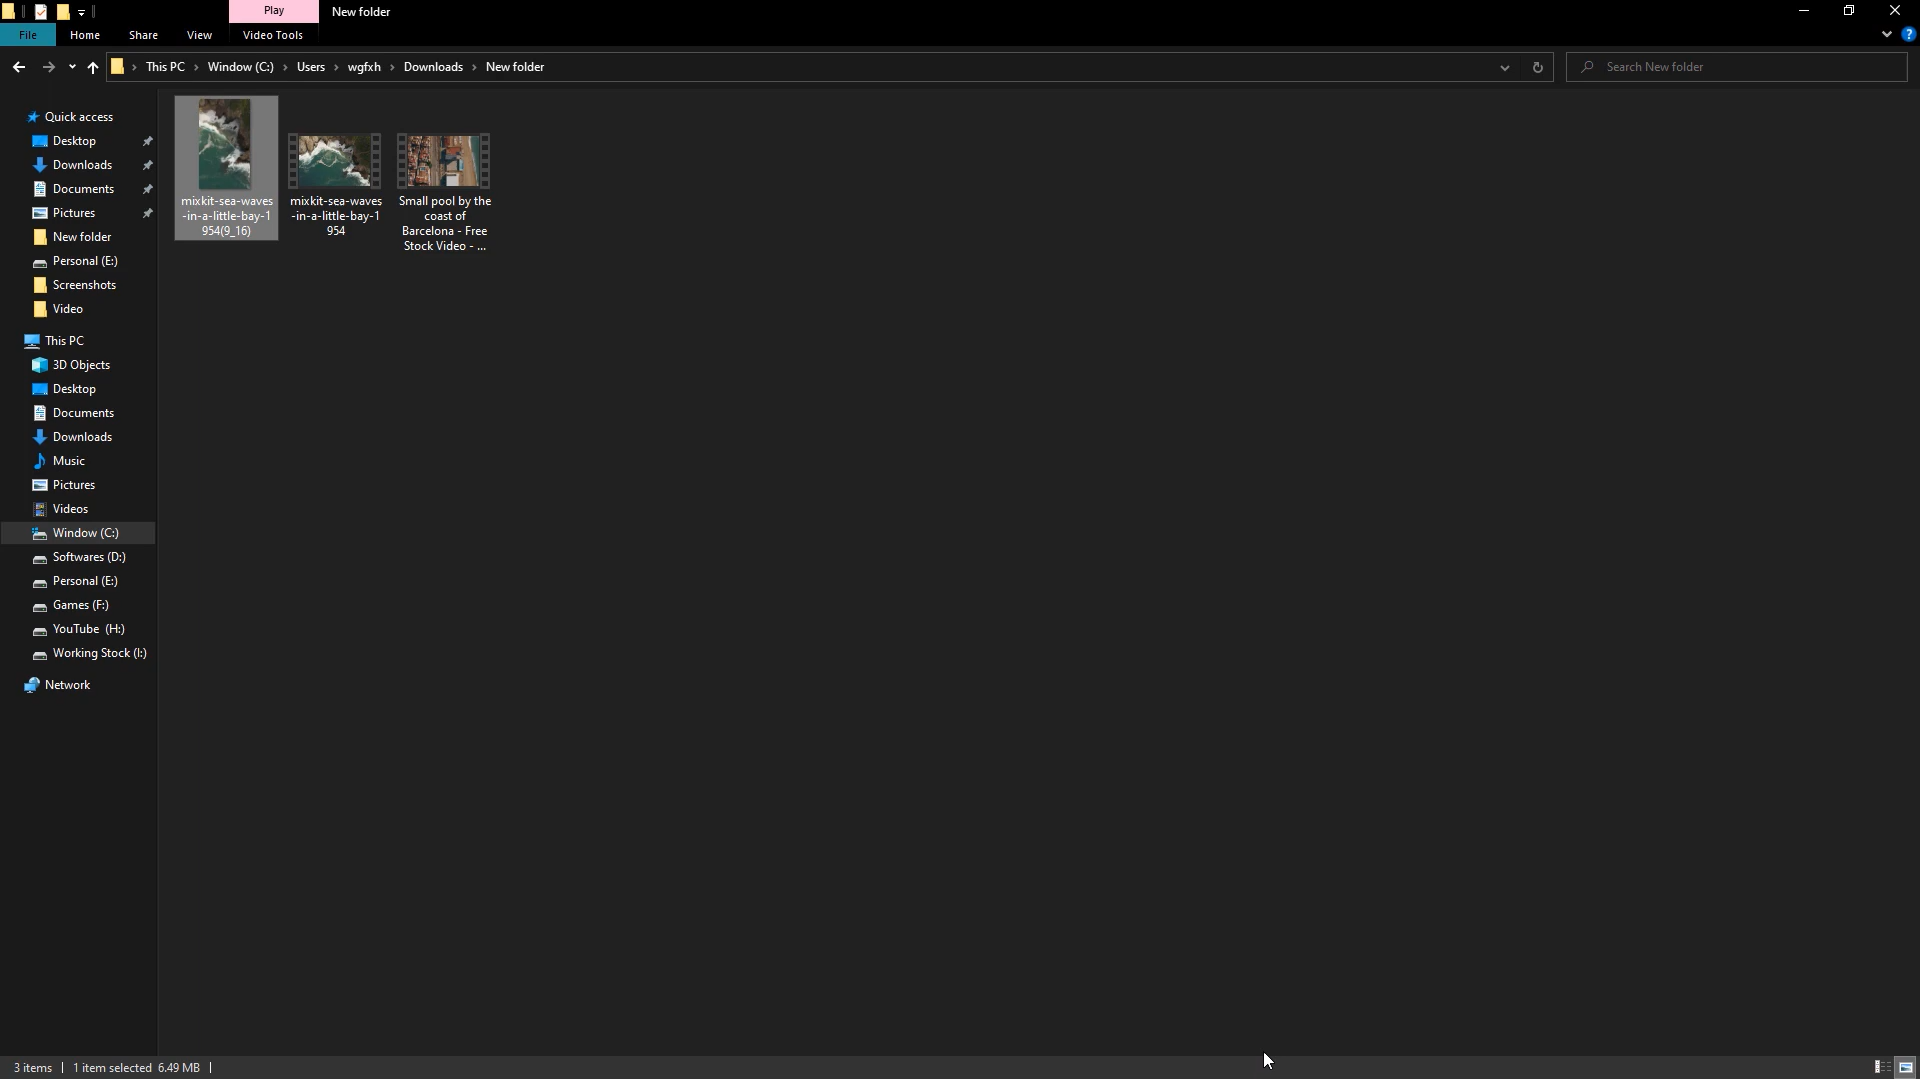 Play
New folder
File
Home
Share
View
Video Tools
?
This PC
Window (C:)
Users
wgfxh
Downloads
New folder
Search New folder
Quick access
Desktop
Downloads
Documents
Pictures
New folder
Personal (E:)
Screenshots
Video
This PC
3D Objects
Desktop
Documents
Downloads
Music
Pictures
Videos
Window (C:)
Softwares (D:)
Personal (E:)
Games (F:)
YouTube (H:)
Working Stock (I:)
Network
mixkit-sea-waves
-in-a-little-bay-1
954(9_16)
mixkit-sea-waves
-in-a-little-bay-1
954
Small pool by the
coast of
Barcelona - Free
Stock Video - ...
3 items
1 item selected 6.49 MB